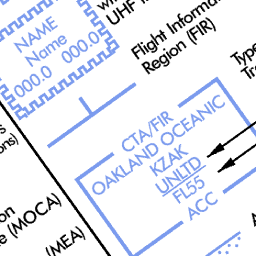 NAME
Name
000.0 000.0
UHF
Flight Information
Region (FIR)
CTA/FIR
OAKLAND OCEANIC
KZAK
UNLTD
FL55
ACC
(MOCA)
(MEA)